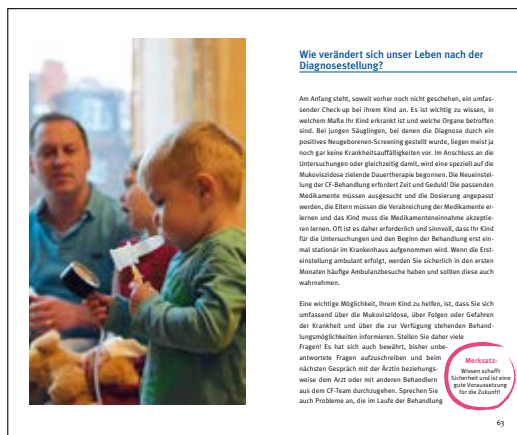 Wie verändert sich unser Leben nach der
Diagnosestellung?
Am Anfang steht, soweit vorher noch nicht geschehen, ein umfas-
sender Check-up bei ihrem Kind an. Es ist wichtig zu wissen, in
welchem Maße Ihr Kind erkrankt ist und welche Organe betroffen
sind. Bei jungen Säuglingen, bei denen die Diagnose durch ein
positives Neugeborenen-Screening gestellt wurde, liegen meist ja
noch gar keine Krankheitsauffälligkeiten vor. Im Anschluss an die
Untersuchungen oder gleichzeitig damit, wird eine speziell auf die
Mukoviszidose zielende Dauertherapie begonnen. Die Neueinstel-
lung der CF-Behandlung erfordert Zeit und Geduld! Die passenden
Medikamente müssen ausgesucht und die Dosierung angepasst
werden, die Eltern müssen die Verabreichung der Medikamente er-
lernen und das Kind muss die Medikamenteneinnahme akzeptie-
ren lernen. Oft ist es daher erforderlich und sinnvoll, dass Ihr Kind
für die Untersuchungen und den Beginn der Behandlung erst ein-
mal stationär im Krankenhaus aufgenommen wird. Wenn die Erst-
einstellung ambulant erfolgt, werden Sie sicherlich in den ersten
Monaten häufige Ambulanzbesuche haben und sollten diese auch
wahrnehmen.
Eine wichtige Möglichkeit, Ihrem Kind zu helfen, ist, dass Sie sich
umfassend über die Mukoviszidose, über Folgen oder Gefahren
der Krankheit und über die zur Verfügung stehenden Behand-
lungsmöglichkeiten informieren. Stellen Sie daher viele
Fragen! Es hat sich auch bewährt, bisher unbe-
antwortete Fragen aufzuschreiben und beim
nächsten Gespräch mit der Ärztin beziehungs-
weise dem Arzt oder mit anderen Behandlern
aus dem CF-Team durchzugehen. Sprechen Sie
auch Probleme an, die im Laufe der Behandlung
Merksatz:
Wissen schafft
Sicherheit und ist eine
gute Voraussetzung
für die Zukunft!
63